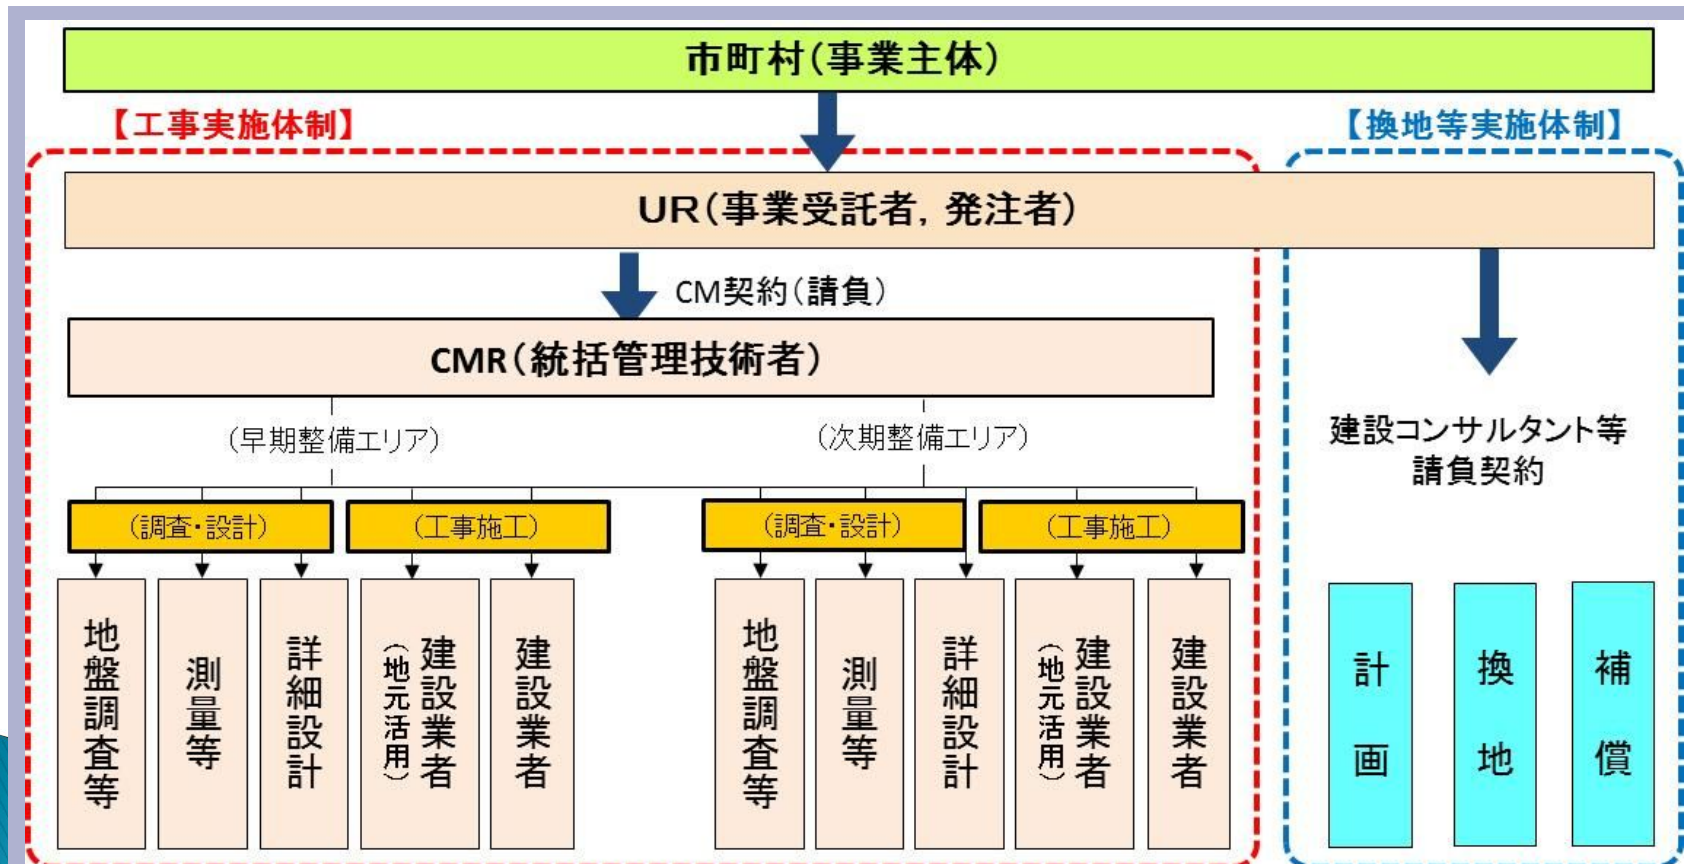 市町村(事業主体)
【工事実施体制】
【換地等実施体制】
UR(事業受託者, 発注者)
CM契約(請負)
CMR(統括管理技術者)
(早期整備エリア)
(次期整備エリア)
建設コンサルタント等
請負契約
(調査・設計)
(工事施工)
(調査・設計)
(工事施工)
地盤調査等
測量等
詳細設計
建設業者
(地元活用)
建設業者
地盤調査等
測量等
詳細設計
建設業者
(地元活用)
建設業者
計画
換地
補償